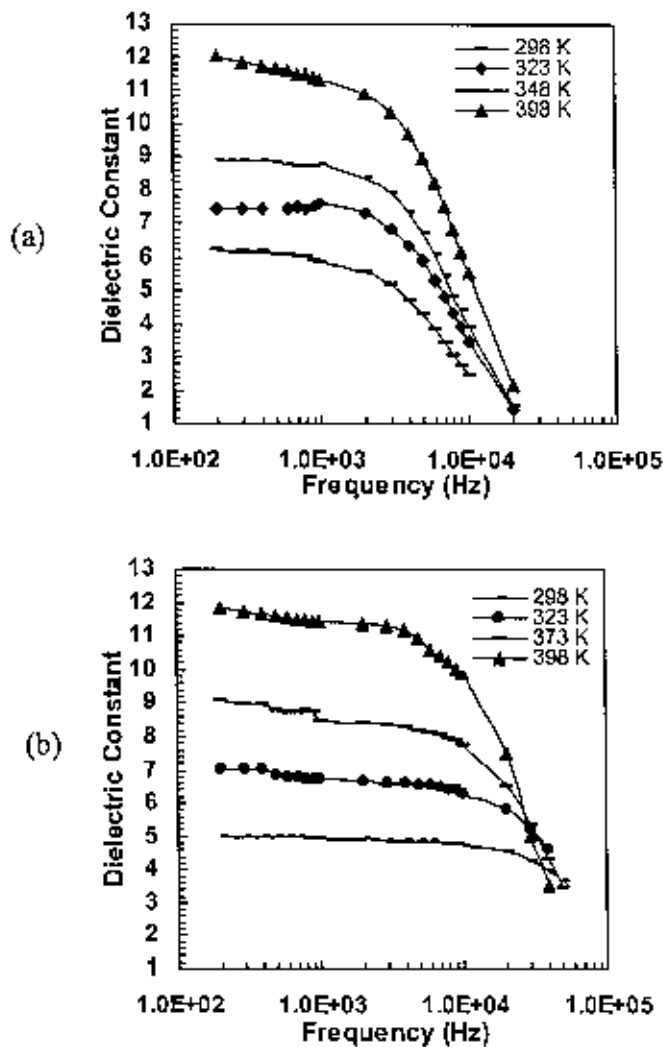 (a)
Dielectric Constant
13
12
11
10
9
8
7
6
5
4
3
2
1
298 K
323 K
348 K
398 K
1.0E+02 1.0E+03 1.0E+04 1.0E+05
Frequency (Hz)
(b)
Dielectric Constant
13
12
11
10
9
8
7
6
5
4
3
2
1
298 K
323 K
373 K
398 K
1.0E+02 1.0E+03 1.0E+04 1.0E+05
Frequency (Hz)